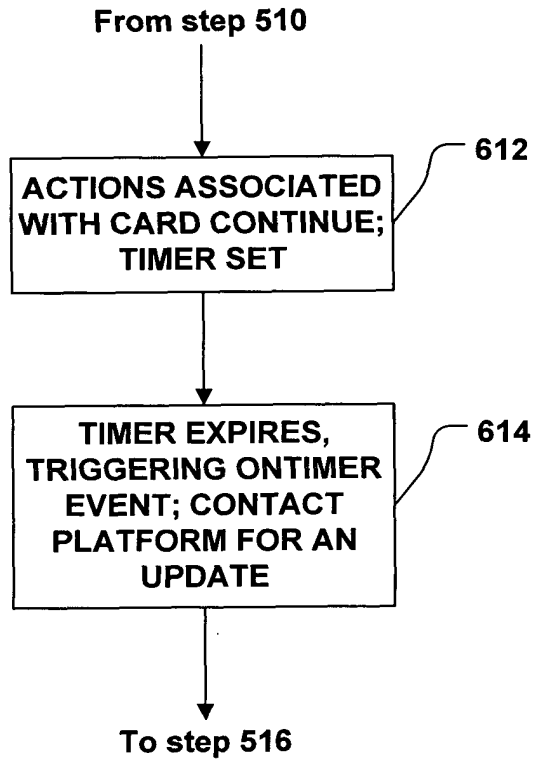 From step 510
612
ACTIONS ASSOCIATED
WITH CARD CONTINUE;
TIMER SET
614
TIMER EXPIRES,
TRIGGERING ONTIMER
EVENT; CONTACT
PLATFORM FOR AN
UPDATE
To step 516